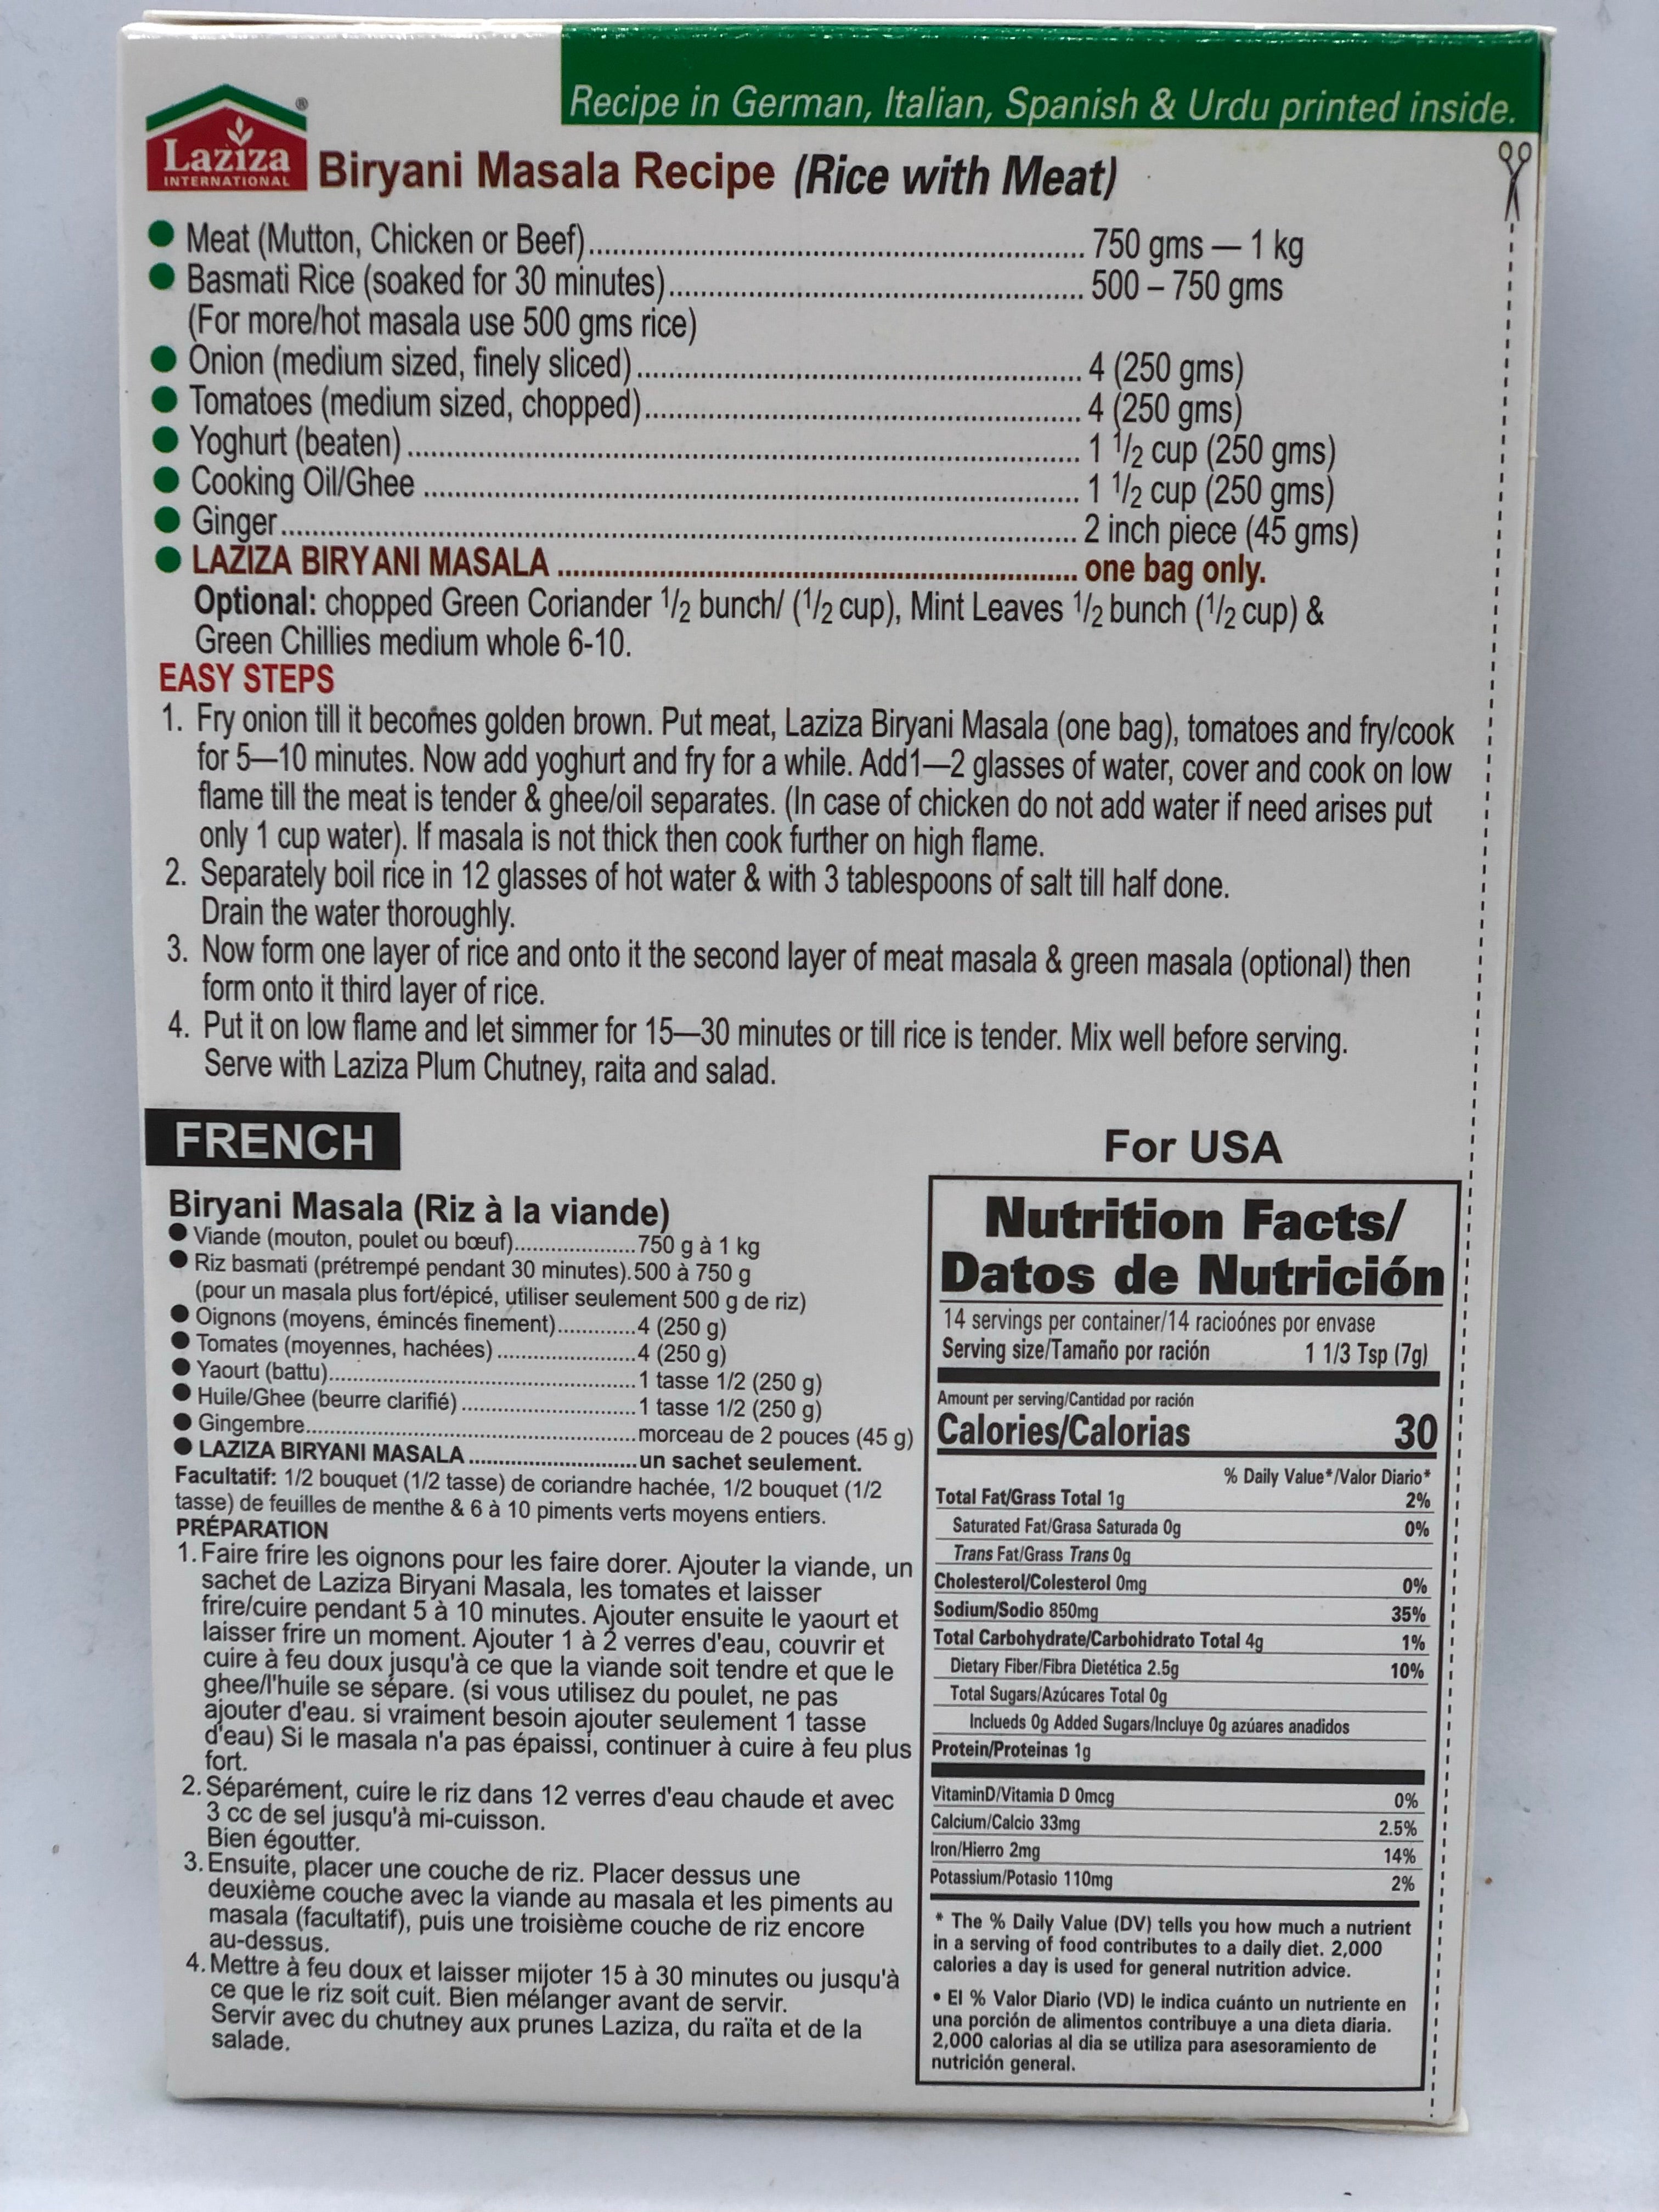 Recipe in German, Italian, Spanish & Urdu printed inside.
Laziza ®
INTERNATIONAL
Biryani Masala Recipe (Rice with Meat)
● Meat (Mutton, Chicken or Beef)..........750 gms — 1 kg
● Basmati Rice (soaked for 30 minutes)..........500 – 750 gms
(For more/hot masala use 500 gms rice)
● Onion (medium sized, finely sliced)..........4 (250 gms)
● Tomatoes (medium sized, chopped)..........4 (250 gms)
● Yoghurt (beaten)..........1 1/2 cup (250 gms)
● Cooking Oil/Ghee..........1 1/2 cup (250 gms)
● Ginger..........2 inch piece (45 gms)
● LAZIZA BIRYANI MASALA..........one bag only.
Optional: chopped Green Coriander 1/2 bunch/ (1/2 cup), Mint Leaves 1/2 bunch (1/2 cup) &
Green Chillies medium whole 6-10.
EASY STEPS
1. Fry onion till it becomes golden brown. Put meat, Laziza Biryani Masala (one bag), tomatoes and fry/cook
for 5—10 minutes. Now add yoghurt and fry for a while. Add1—2 glasses of water, cover and cook on low
flame till the meat is tender & ghee/oil separates. (In case of chicken do not add water if need arises put
only 1 cup water). If masala is not thick then cook further on high flame.
2. Separately boil rice in 12 glasses of hot water & with 3 tablespoons of salt till half done.
Drain the water thoroughly.
3. Now form one layer of rice and onto it the second layer of meat masala & green masala (optional) then
form onto it third layer of rice.
4. Put it on low flame and let simmer for 15—30 minutes or till rice is tender. Mix well before serving.
Serve with Laziza Plum Chutney, raita and salad.
FRENCH
Biryani Masala (Riz à la viande)
● Viande (mouton, poulet ou bœuf)..........750 g à 1 kg
● Riz basmati (prétrempé pendant 30 minutes).500 à 750 g
(pour un masala plus fort/épicé, utiliser seulement 500 g de riz)
● Oignons (moyens, émincés finement)..........4 (250 g)
● Tomates (moyennes, hachées)..........4 (250 g)
● Yaourt (battu)..........1 tasse 1/2 (250 g)
● Huile/Ghee (beurre clarifié)..........1 tasse 1/2 (250 g)
● Gingembre..........morceau de 2 pouces (45 g)
● LAZIZA BIRYANI MASALA..........un sachet seulement.
Facultatif: 1/2 bouquet (1/2 tasse) de coriandre hachée, 1/2 bouquet (1/2
tasse) de feuilles de menthe & 6 à 10 piments verts moyens entiers.
PRÉPARATION
1. Faire frire les oignons pour les faire dorer. Ajouter la viande, un
sachet de Laziza Biryani Masala, les tomates et laisser
frire/cuire pendant 5 à 10 minutes. Ajouter ensuite le yaourt et
laisser frire un moment. Ajouter 1 à 2 verres d'eau, couvrir et
cuire à feu doux jusqu'à ce que la viande soit tendre et que le
ghee/l'huile se sépare. (si vous utilisez du poulet, ne pas
ajouter d'eau. si vraiment besoin ajouter seulement 1 tasse
d'eau) Si le masala n'a pas épaissi, continuer à cuire à feu plus
fort.
2. Séparément, cuire le riz dans 12 verres d'eau chaude et avec
3 cc de sel jusqu'à mi-cuisson.
Bien égoutter.
3. Ensuite, placer une couche de riz. Placer dessus une
deuxième couche avec la viande au masala et les piments au
masala (facultatif), puis une troisième couche de riz encore
au-dessus.
4. Mettre à feu doux et laisser mijoter 15 à 30 minutes ou jusqu'à
ce que le riz soit cuit. Bien mélanger avant de servir.
Servir avec du chutney aux prunes Laziza, du raïta et de la
salade.
For USA
Nutrition Facts/
Datos de Nutrición
14 servings per container/14 racioónes por envase
Serving size/Tamaño por ración 1 1/3 Tsp (7g)
Amount per serving/Cantidad por ración
Calories/Calorias 30
% Daily Value*/Valor Diario*
Total Fat/Grass Total 1g 2%
Saturated Fat/Grasa Saturada 0g 0%
Trans Fat/Grass Trans 0g
Cholesterol/Colesterol 0mg 0%
Sodium/Sodio 850mg 35%
Total Carbohydrate/Carbohidrato Total 4g 1%
Dietary Fiber/Fibra Dietética 2.5g 10%
Total Sugars/Azúcares Total 0g
Inclueds 0g Added Sugars/Incluye 0g azúares anadidos
Protein/Proteinas 1g
VitaminD/Vitamia D 0mcg 0%
Calcium/Calcio 33mg 2.5%
Iron/Hierro 2mg 14%
Potassium/Potasio 110mg 2%
* The % Daily Value (DV) tells you how much a nutrient
in a serving of food contributes to a daily diet. 2,000
calories a day is used for general nutrition advice.
• El % Valor Diario (VD) le indica cuánto un nutriente en
una porción de alimentos contribuye a una dieta diaria.
2,000 calorias al dia se utiliza para asesoramiento de
nutrición general.